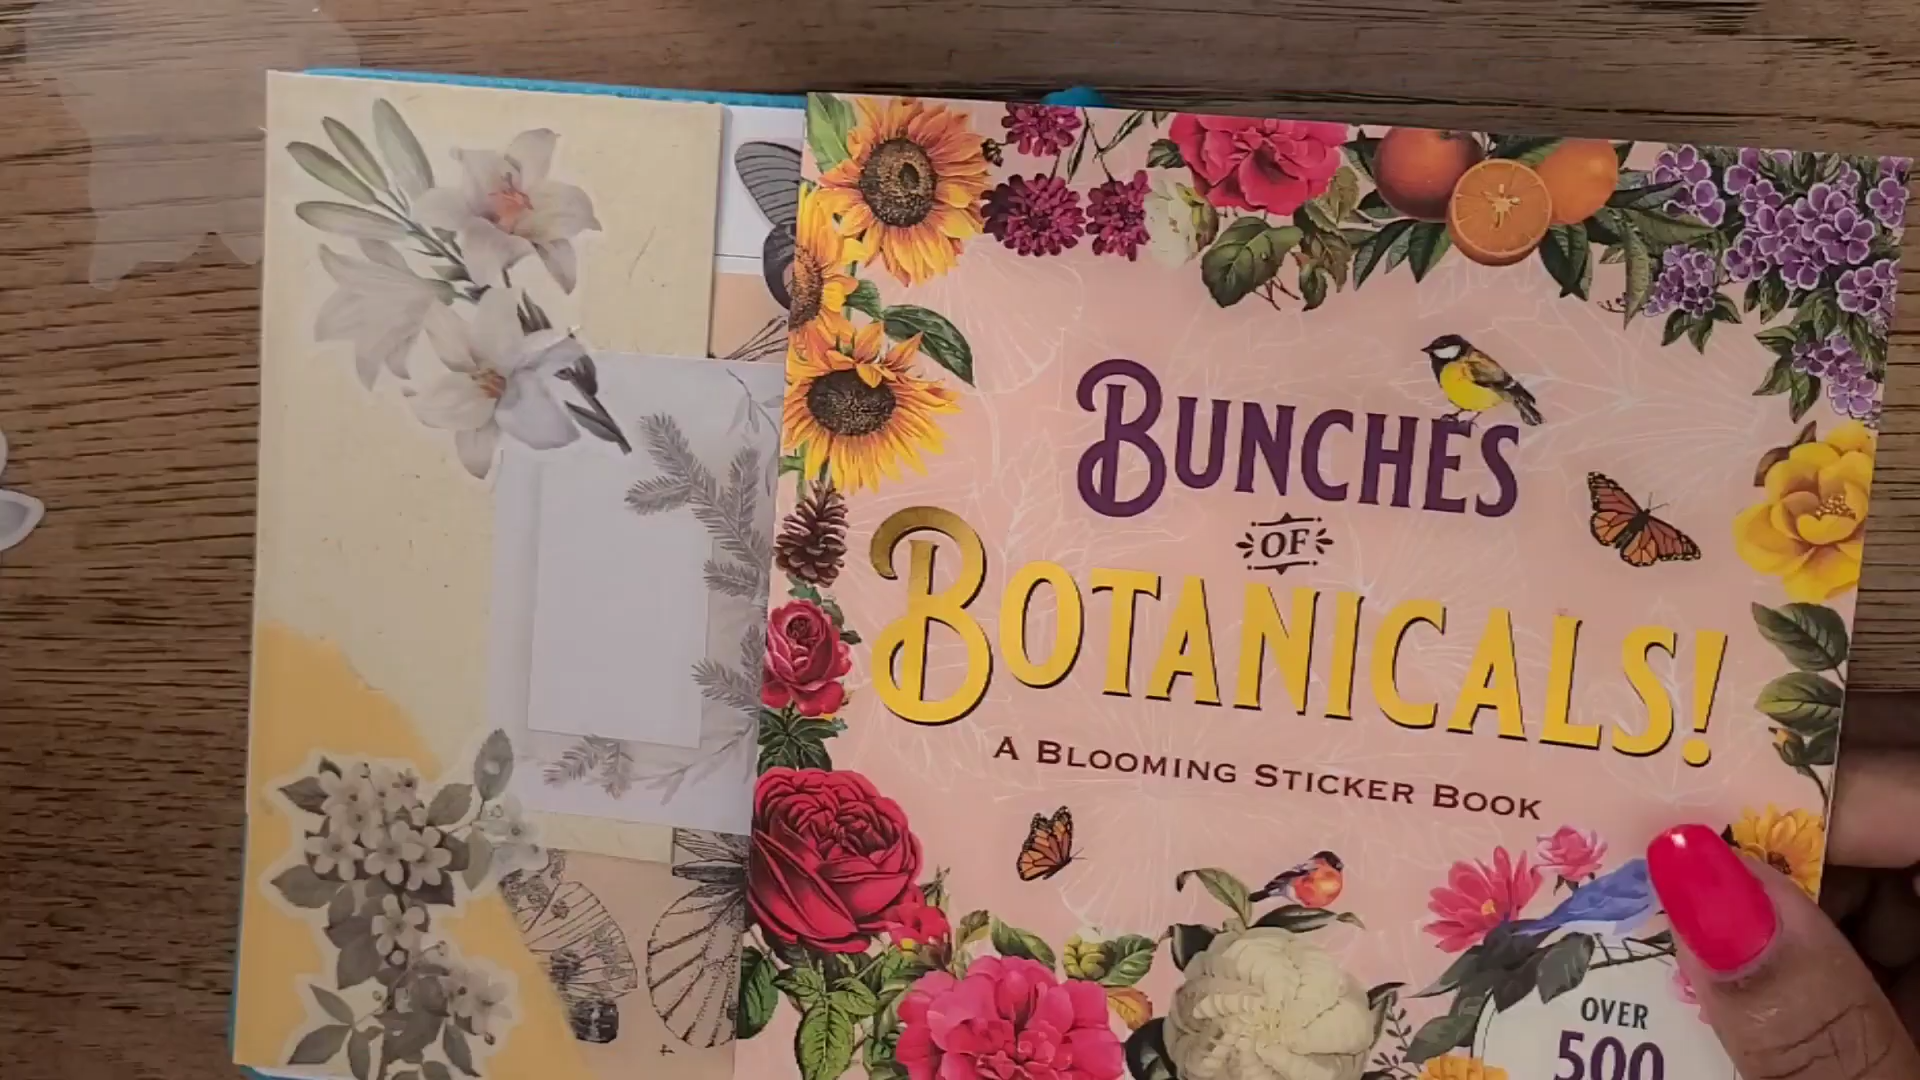 BUNCHES
OF
BOTANICALS!
A BLOOMING STICKER BOOK
OVER
500